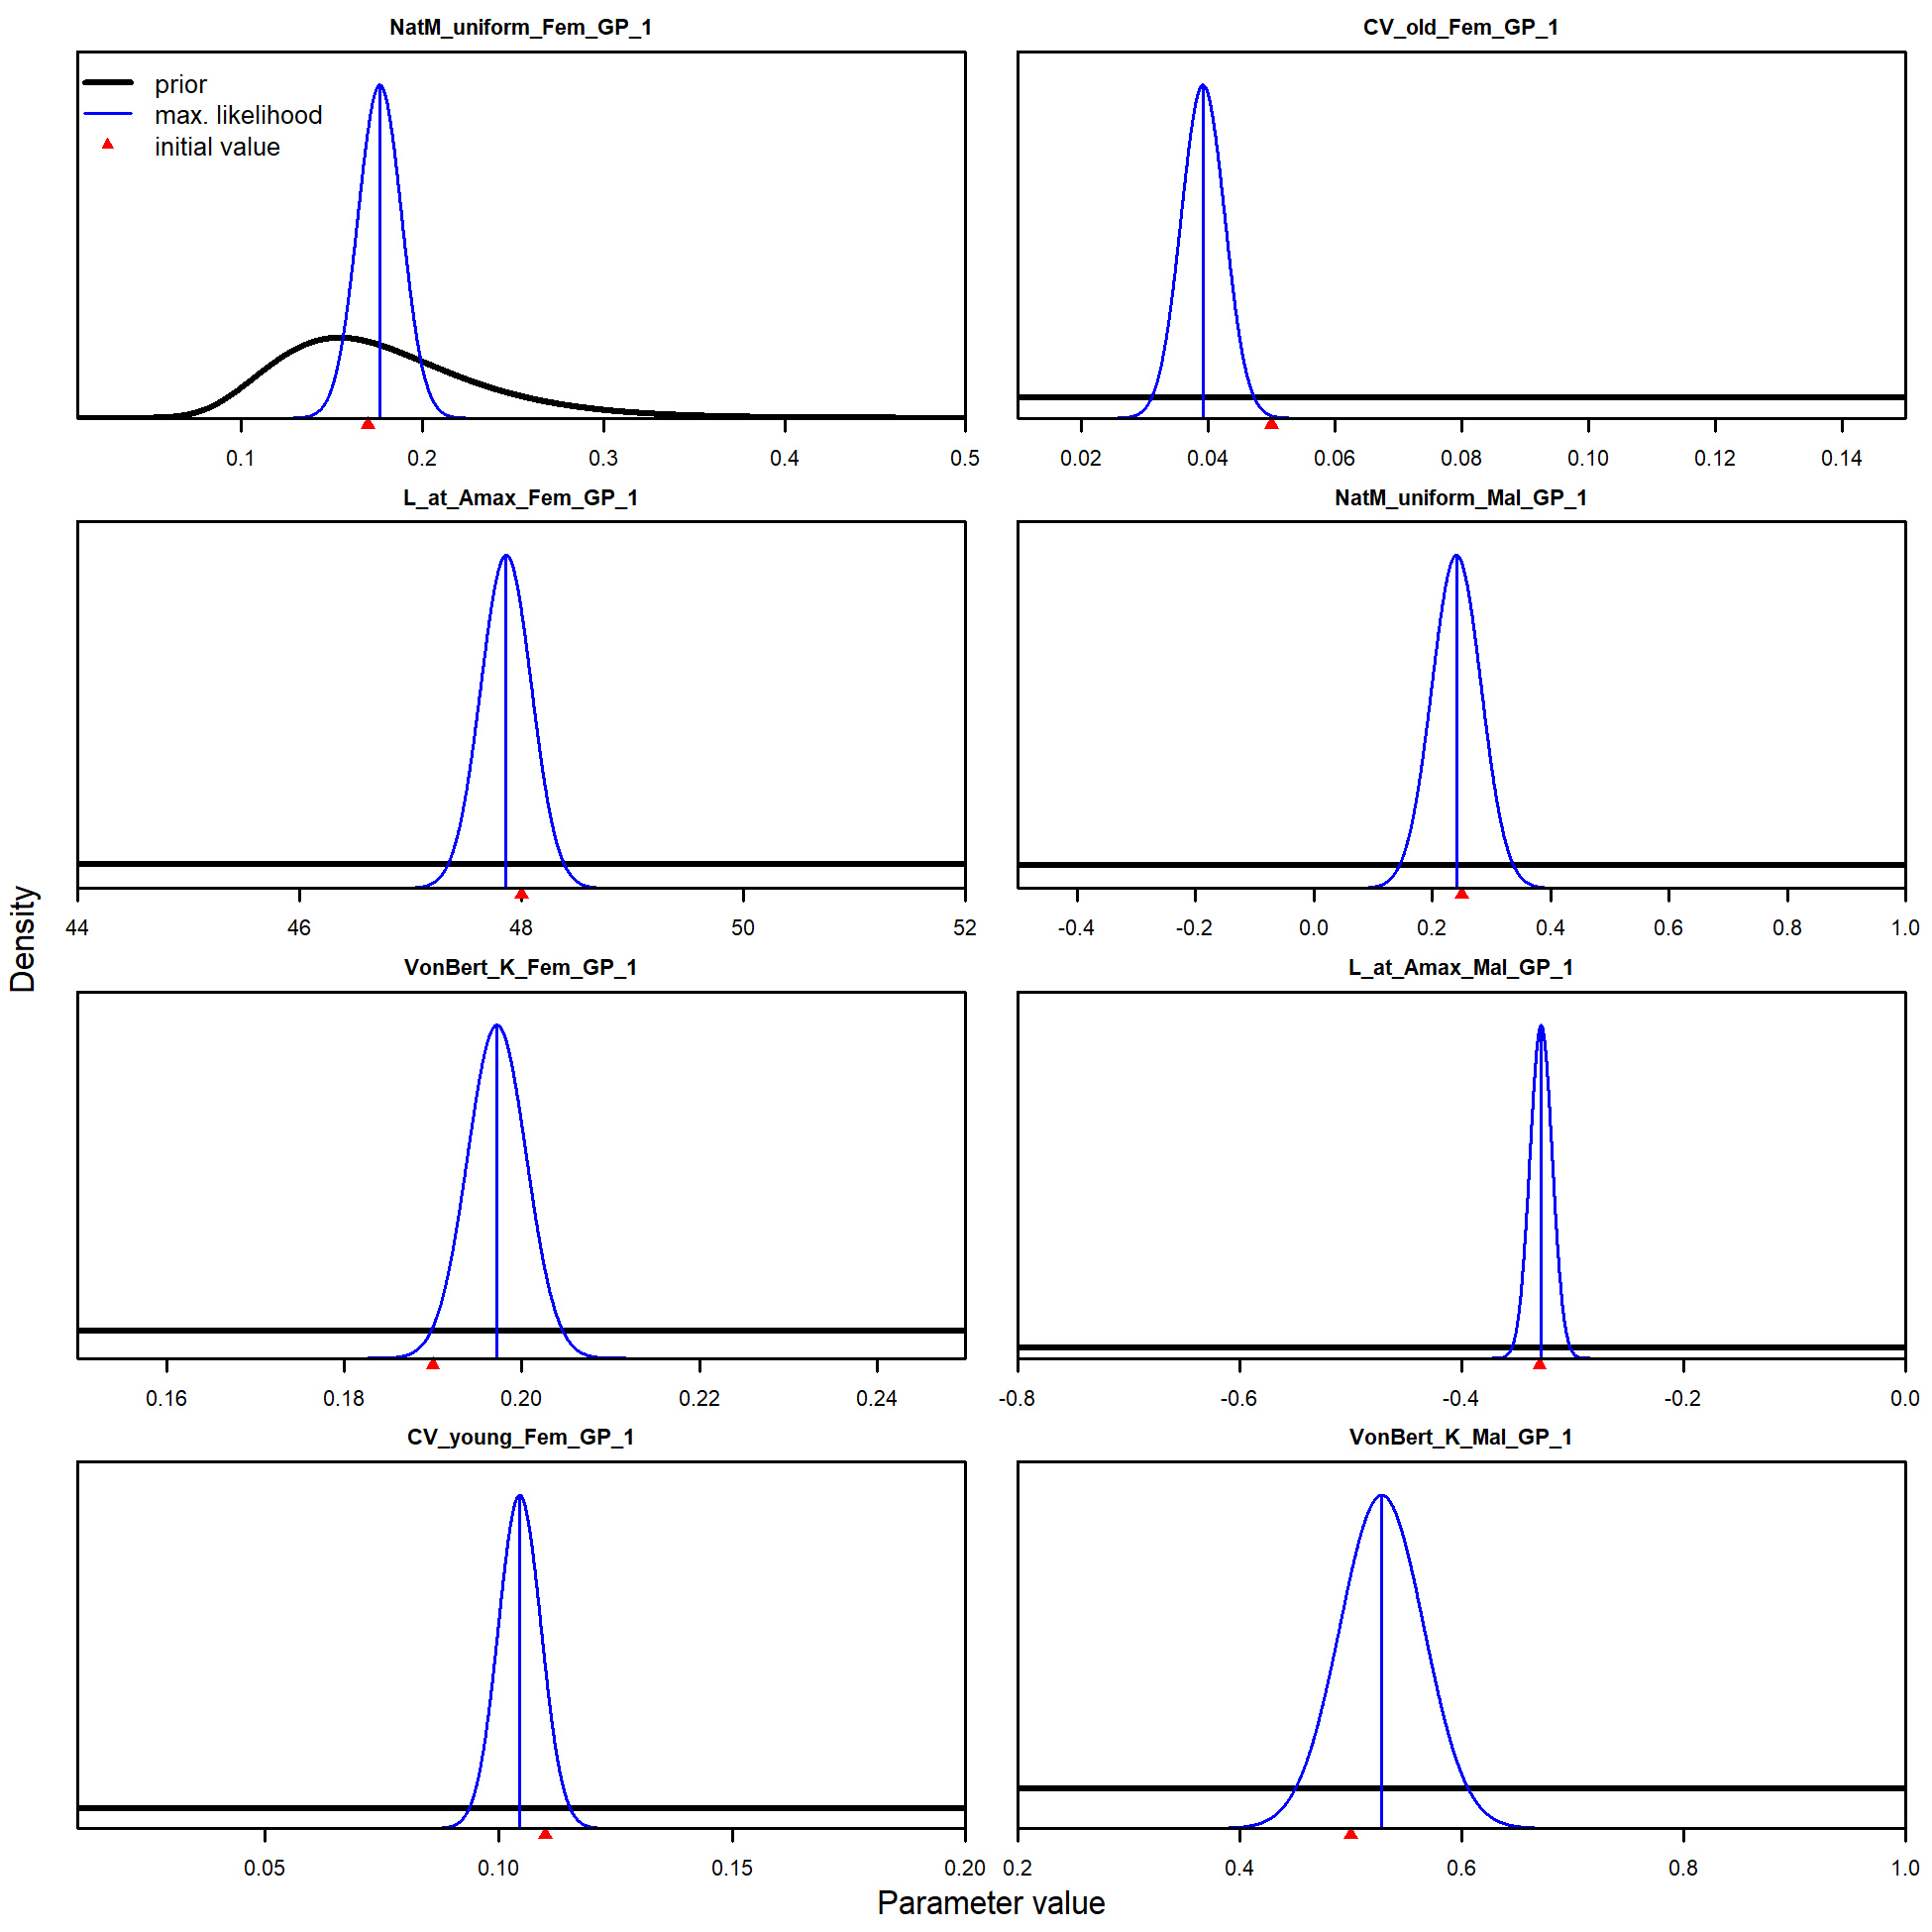 NatM_uniform_Fem_GP_1
prior
max. likelihood
initial value
0.1 0.2 0.3 0.4 0.5
CV_old_Fem_GP_1
0.02 0.04 0.06 0.08 0.10 0.12 0.14
L_at_Amax_Fem_GP_1
44 46 48 50 52
NatM_uniform_Mal_GP_1
-0.4 -0.2 0.0 0.2 0.4 0.6 0.8 1.0
VonBert_K_Fem_GP_1
0.16 0.18 0.20 0.22 0.24
L_at_Amax_Mal_GP_1
-0.8 -0.6 -0.4 -0.2 0.0
CV_young_Fem_GP_1
0.05 0.10 0.15 0.20
VonBert_K_Mal_GP_1
0.2 0.4 0.6 0.8 1.0
Density
Parameter value